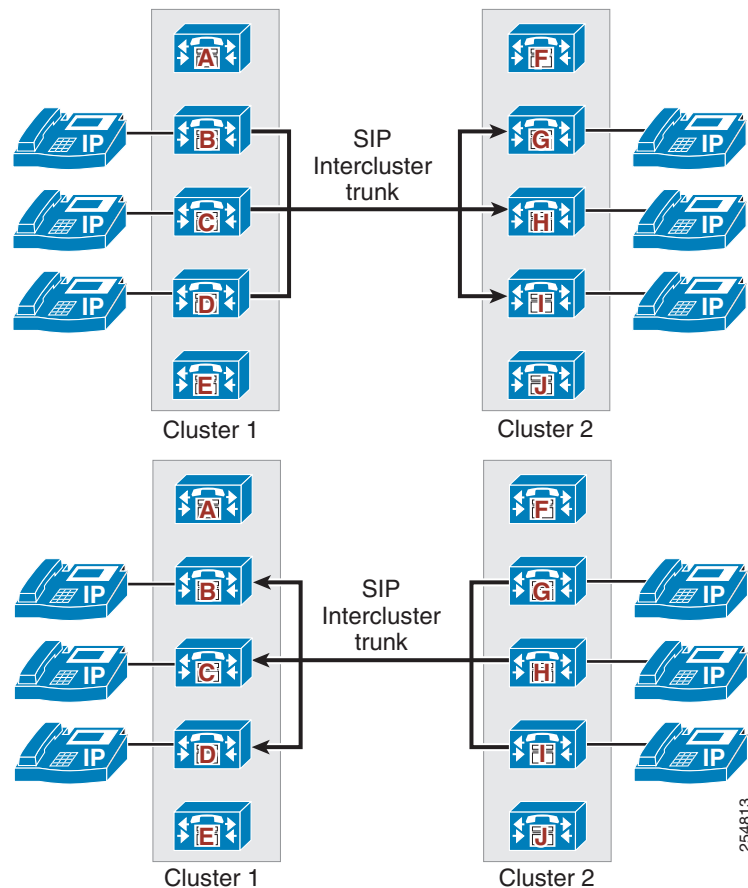 A F
IP B G IP
SIP
Intercluster
trunk
IP C H IP
IP D I IP
E J
Cluster 1 Cluster 2
A F
IP B G IP
SIP
Intercluster
trunk
IP C H IP
IP D I IP
E J
Cluster 1 Cluster 2
254813